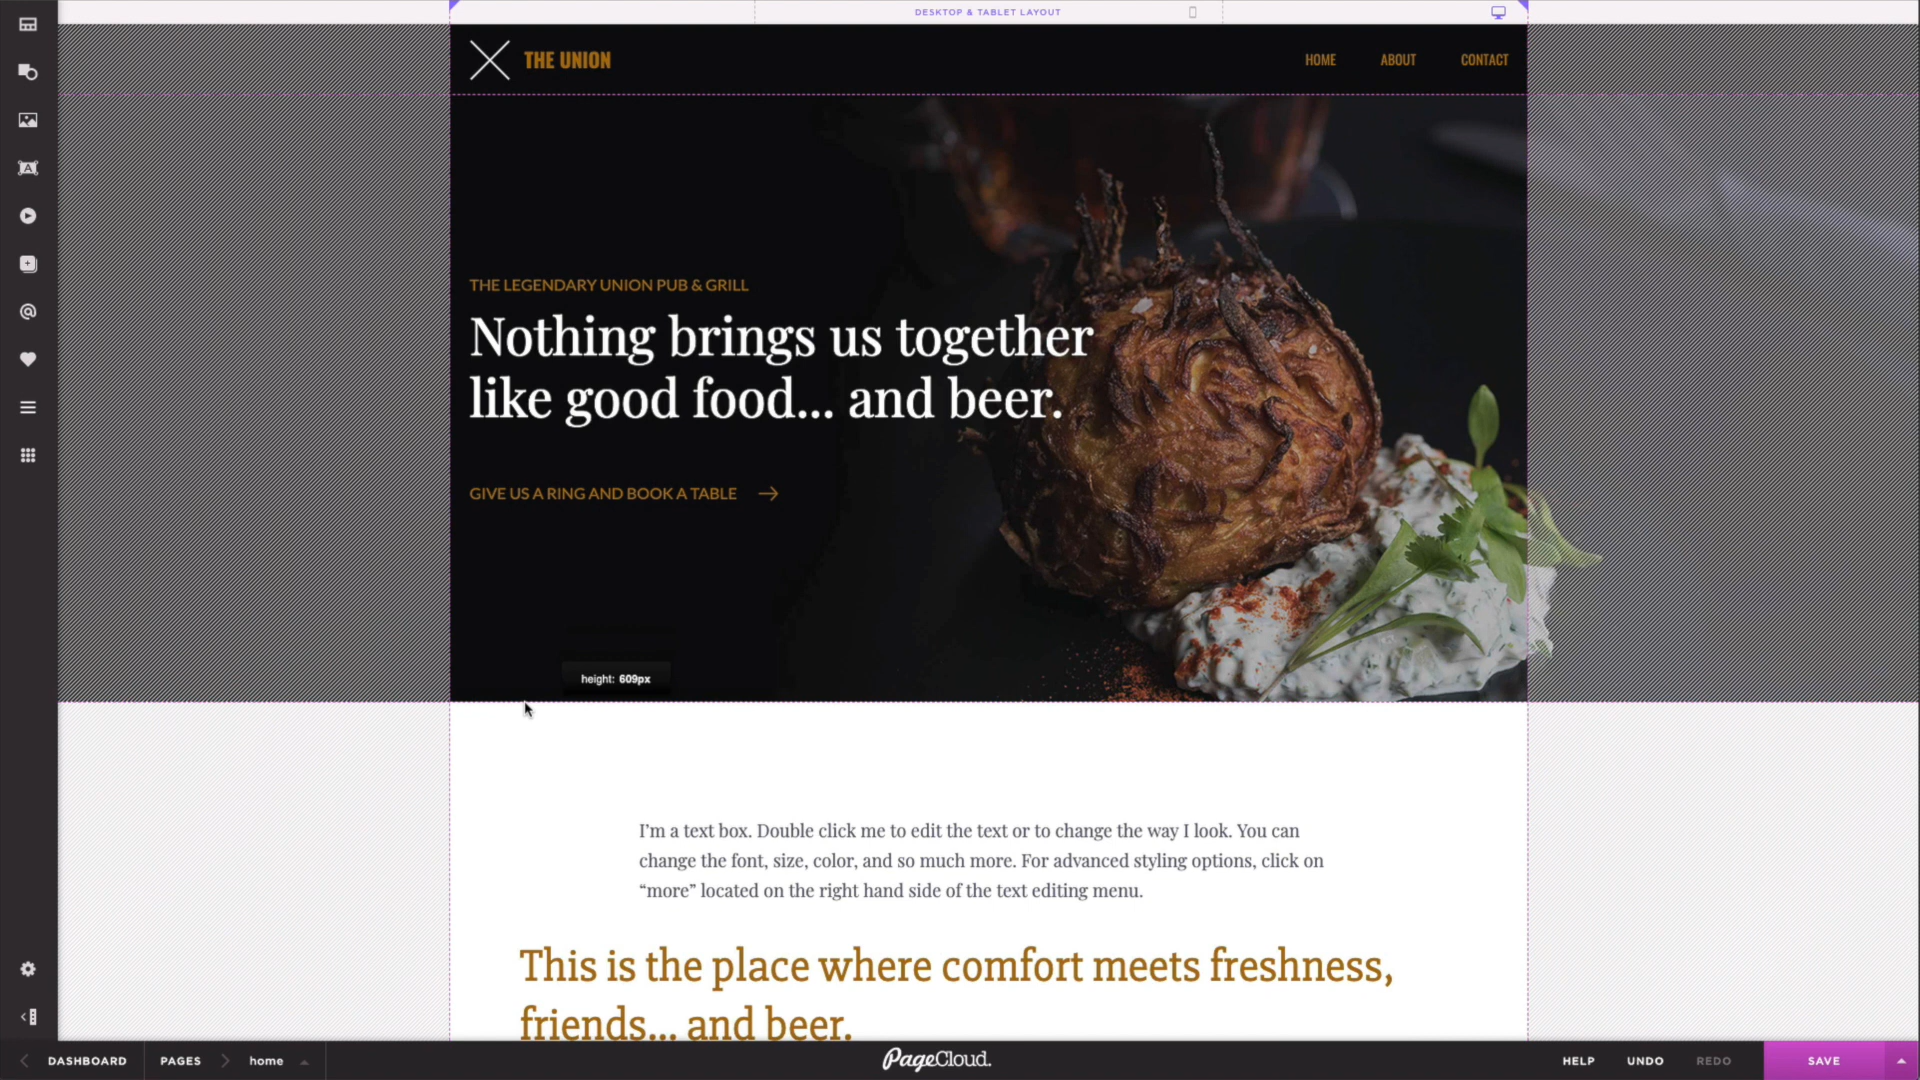 DESKTOP & TABLET LAYOUT
THE UNION
HOME
ABOUT
CONTACT
THE LEGENDARY UNION PUB & GRILL
Nothing brings us together
like good food... and beer.
GIVE US A RING AND BOOK A TABLE
height: 609px
I'm a text box. Double click me to edit the text or to change the way I look. You can
change the font, size, color, and so much more. For advanced styling options, click on
“more” located on the right hand side of the text editing menu.
This is the place where comfort meets freshness,
friends... and beer.
DASHBOARD
PAGES
home
PageCloud.
HELP
UNDO
REDO
SAVE